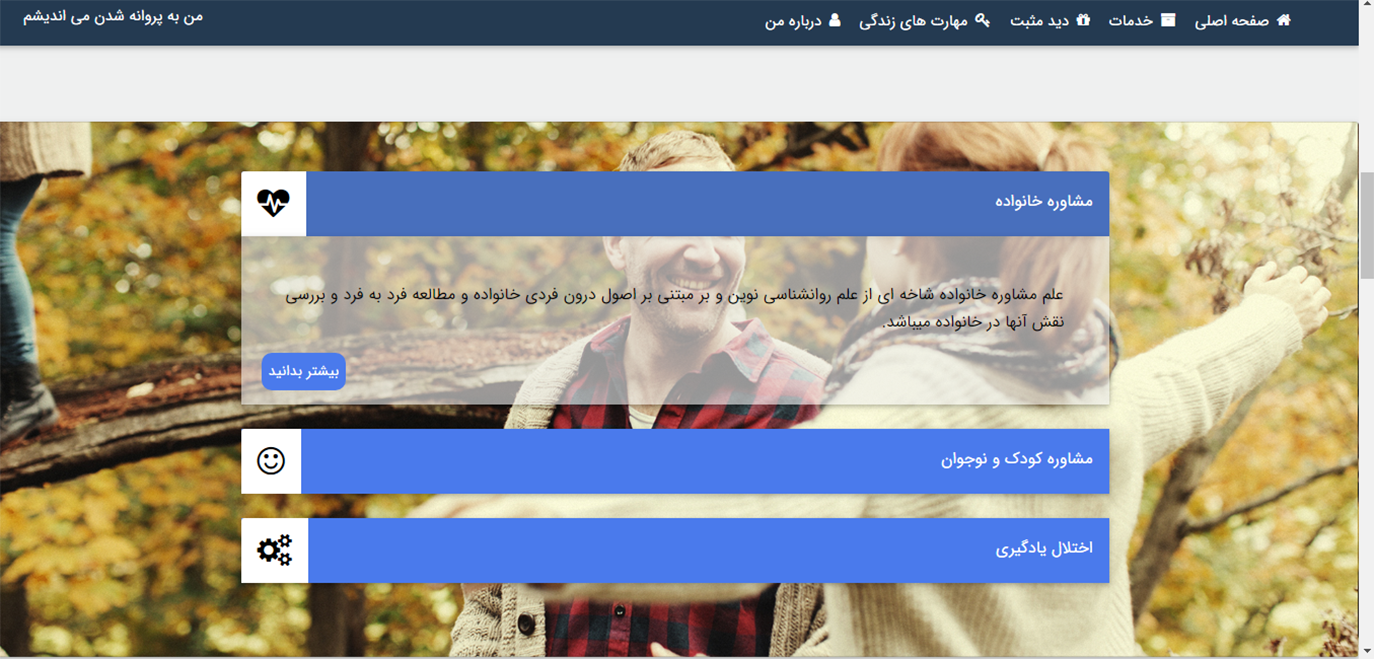 صفحه اصلی
خدمات
دید مثبت
مهارت های زندگی
درباره من
من به پروانه شدن می اندیشم
مشاوره خانواده
علم مشاوره خانواده شاخه ای از علم روانشناسی نوین و بر مبتنی بر اصول درون فردی خانواده و مطالعه فرد به فرد و بررسی
نقش آنها در خانواده میباشد.
بیشتر بدانید
مشاوره کودک و نوجوان
اختلال یادگیری